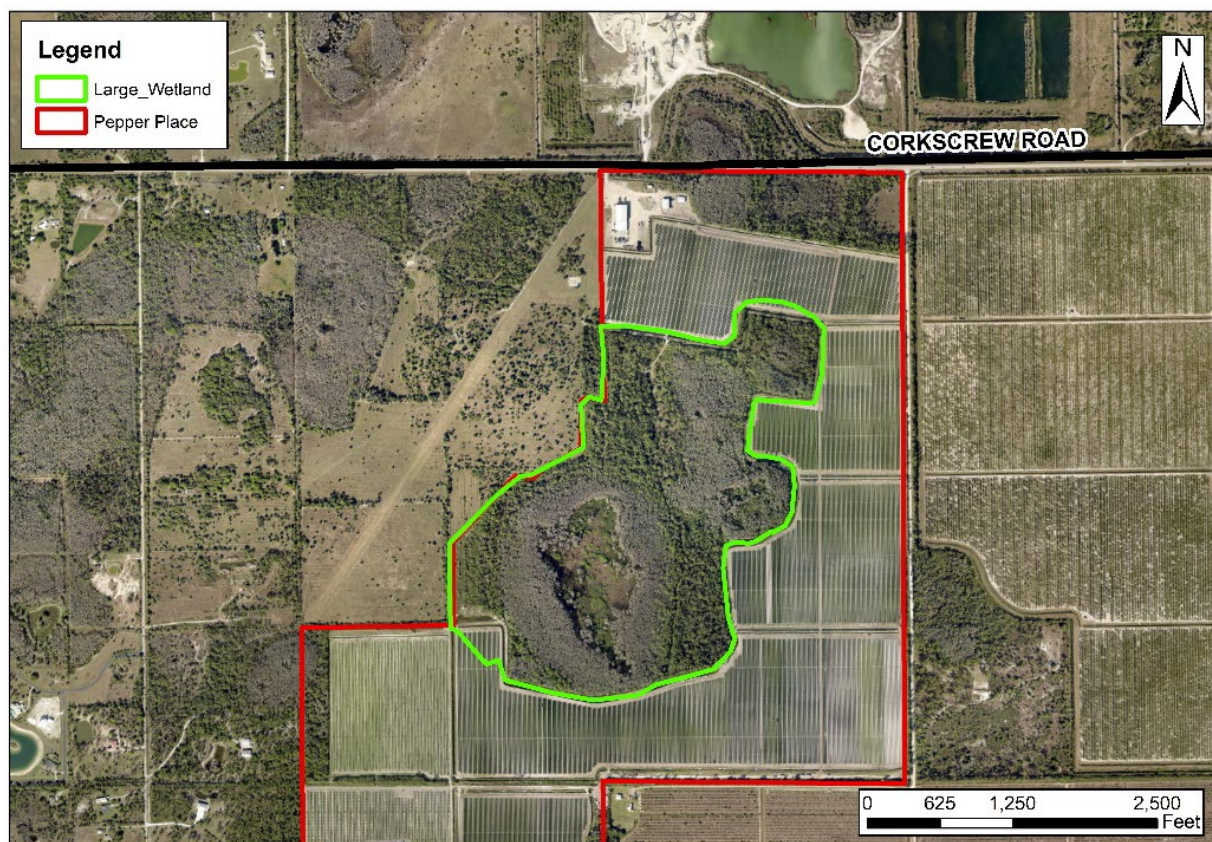 Legend
Large_Wetland
Pepper Place
N
CORKSCREW ROAD
0 625 1,250 2,500
Feet